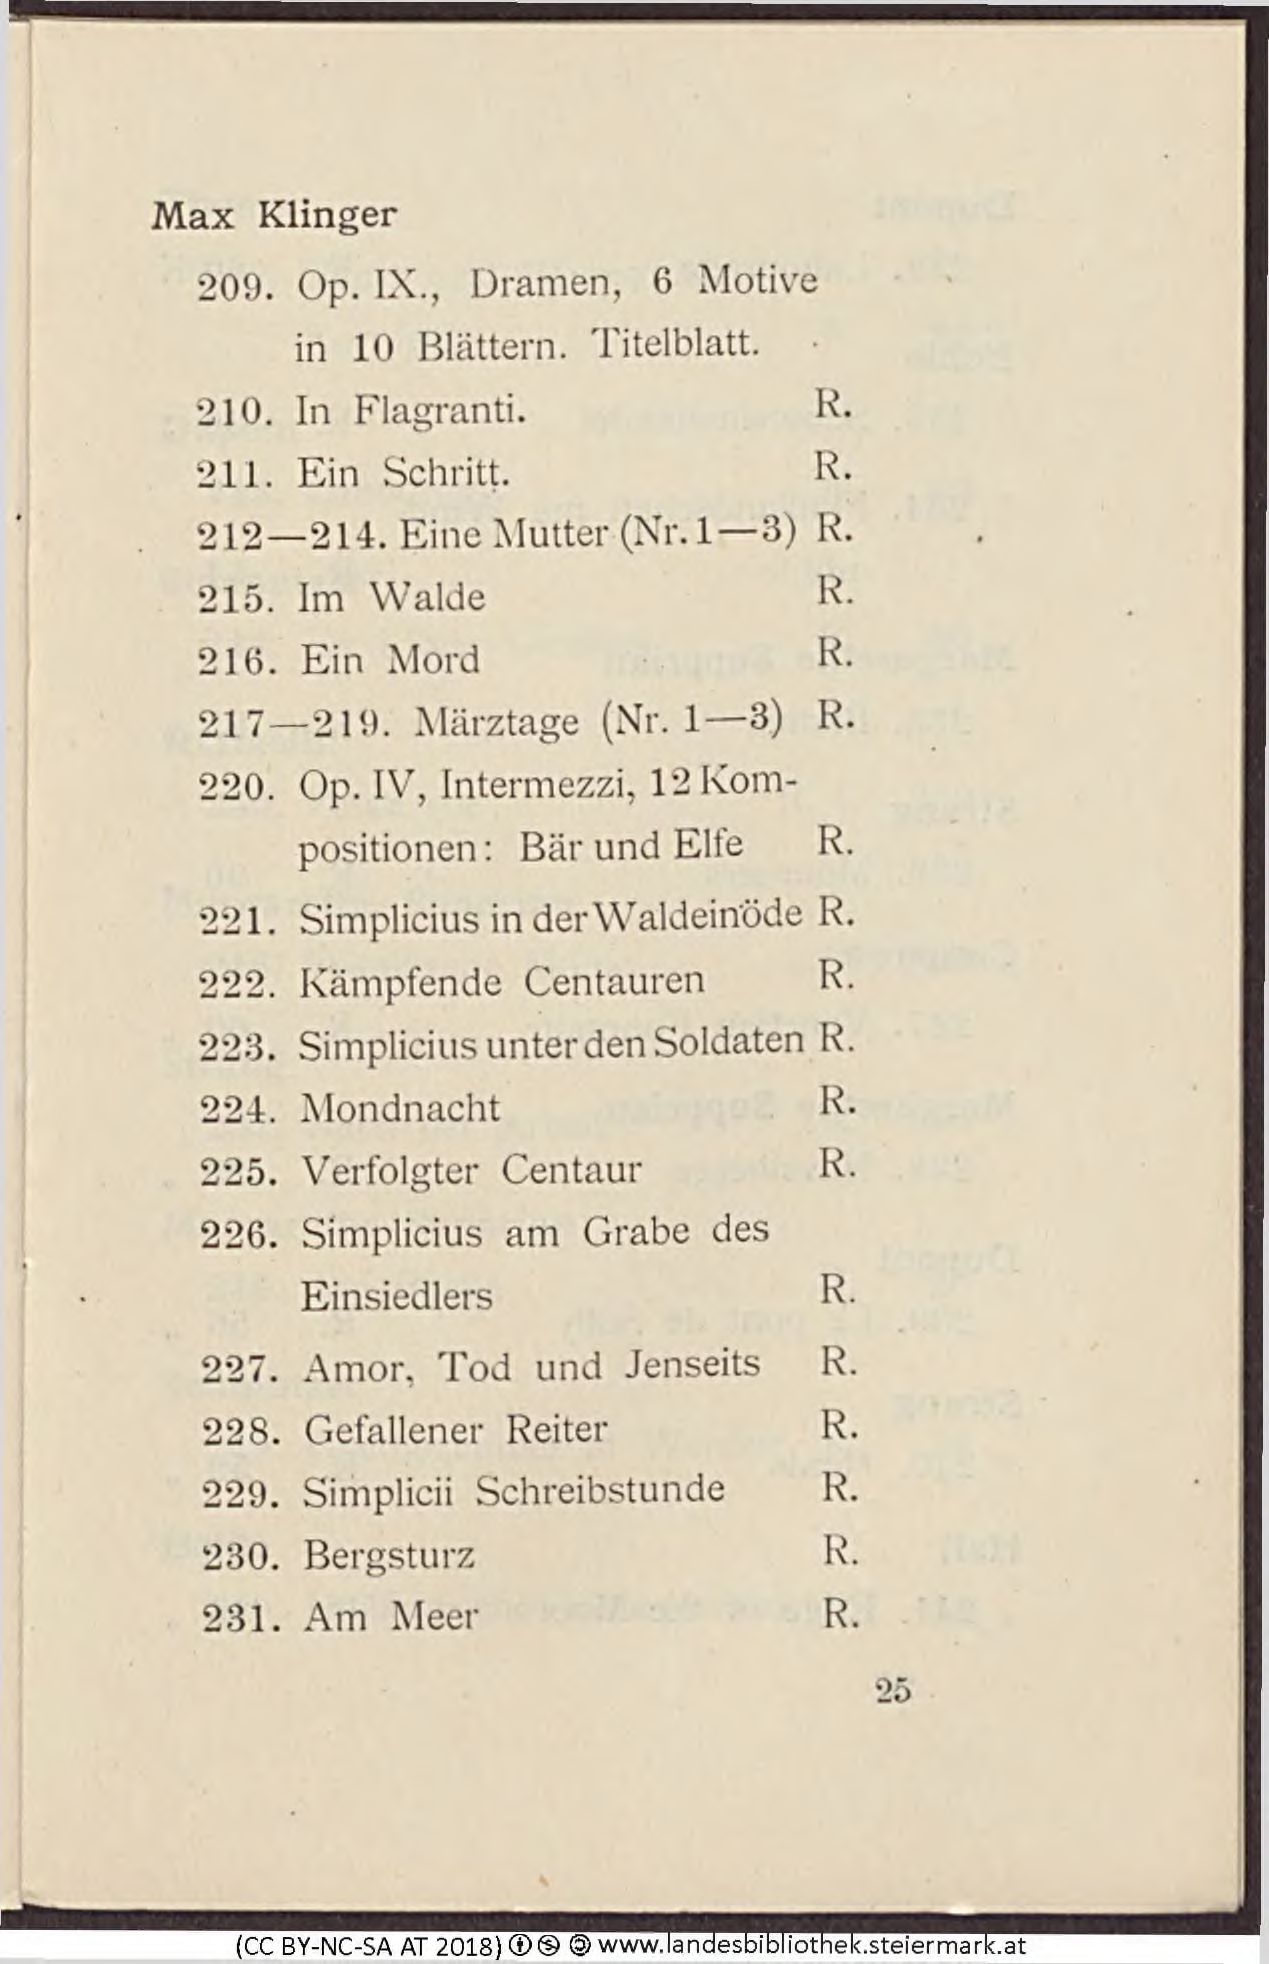 Max Klinger
209. Op. IX., Dramen, 6 Motive
in 10 Blättern. Titelblatt.
210. In Flagranti. R.
211. Ein Schritt. R.
212—214. Eine Mutter (Nr. 1—3) R.
215. Im Walde R.
216. Ein Mord R.
217—219. Märztage (Nr. 1—3) R.
220. Op. IV, Intermezzi, 12 Kom-
positionen: Bär und Elfe R.
221. Simplicius in der Waldeinöde R.
222. Kämpfende Centauren R.
223. Simplicius unter den Soldaten R.
224. Mondnacht R.
225. Verfolgter Centaur R.
226. Simplicius am Grabe des
Einsiedlers R.
227. Amor, Tod und Jenseits R.
228. Gefallener Reiter R.
229. Simplicii Schreibstunde R.
230. Bergsturz R.
231. Am Meer R.
25
(CC BY-NC-SA AT 2018) www.landesbibliothek.steiermark.at